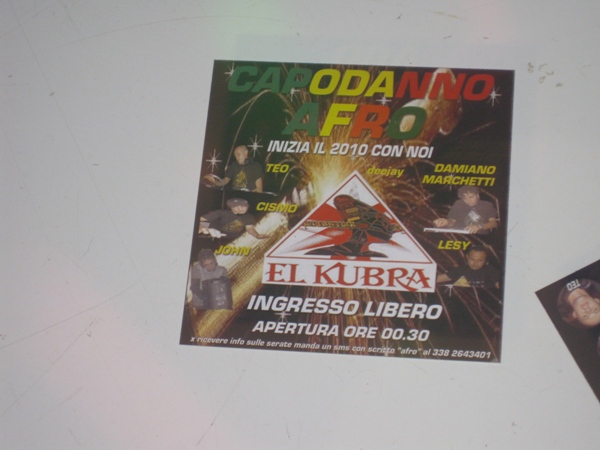 CAPODANNO
AFRO
INIZIA IL 2010 CON NOI
TEO
deejay
DAMIANO
MARCHETTI
CISMO
JOHN
LESY
EL KUBRA
INGRESSO LIBERO
APERTURA ORE 00.30
x ricevere info sulle serate manda un sms con scritto "afro" al 338 2643401
TEO